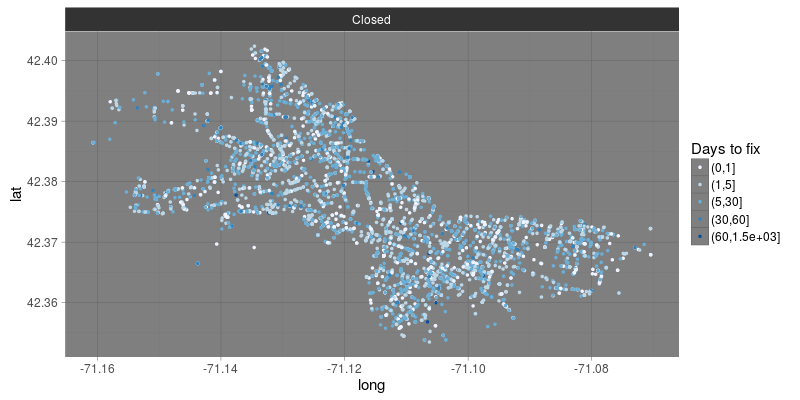 Closed
42.40
42.39
42.38
42.37
42.36
lat
-71.16
-71.14
-71.12
-71.10
-71.08
long
Days to fix
(0,1]
(1,5]
(5,30]
(30,60]
(60,1.5e+03]